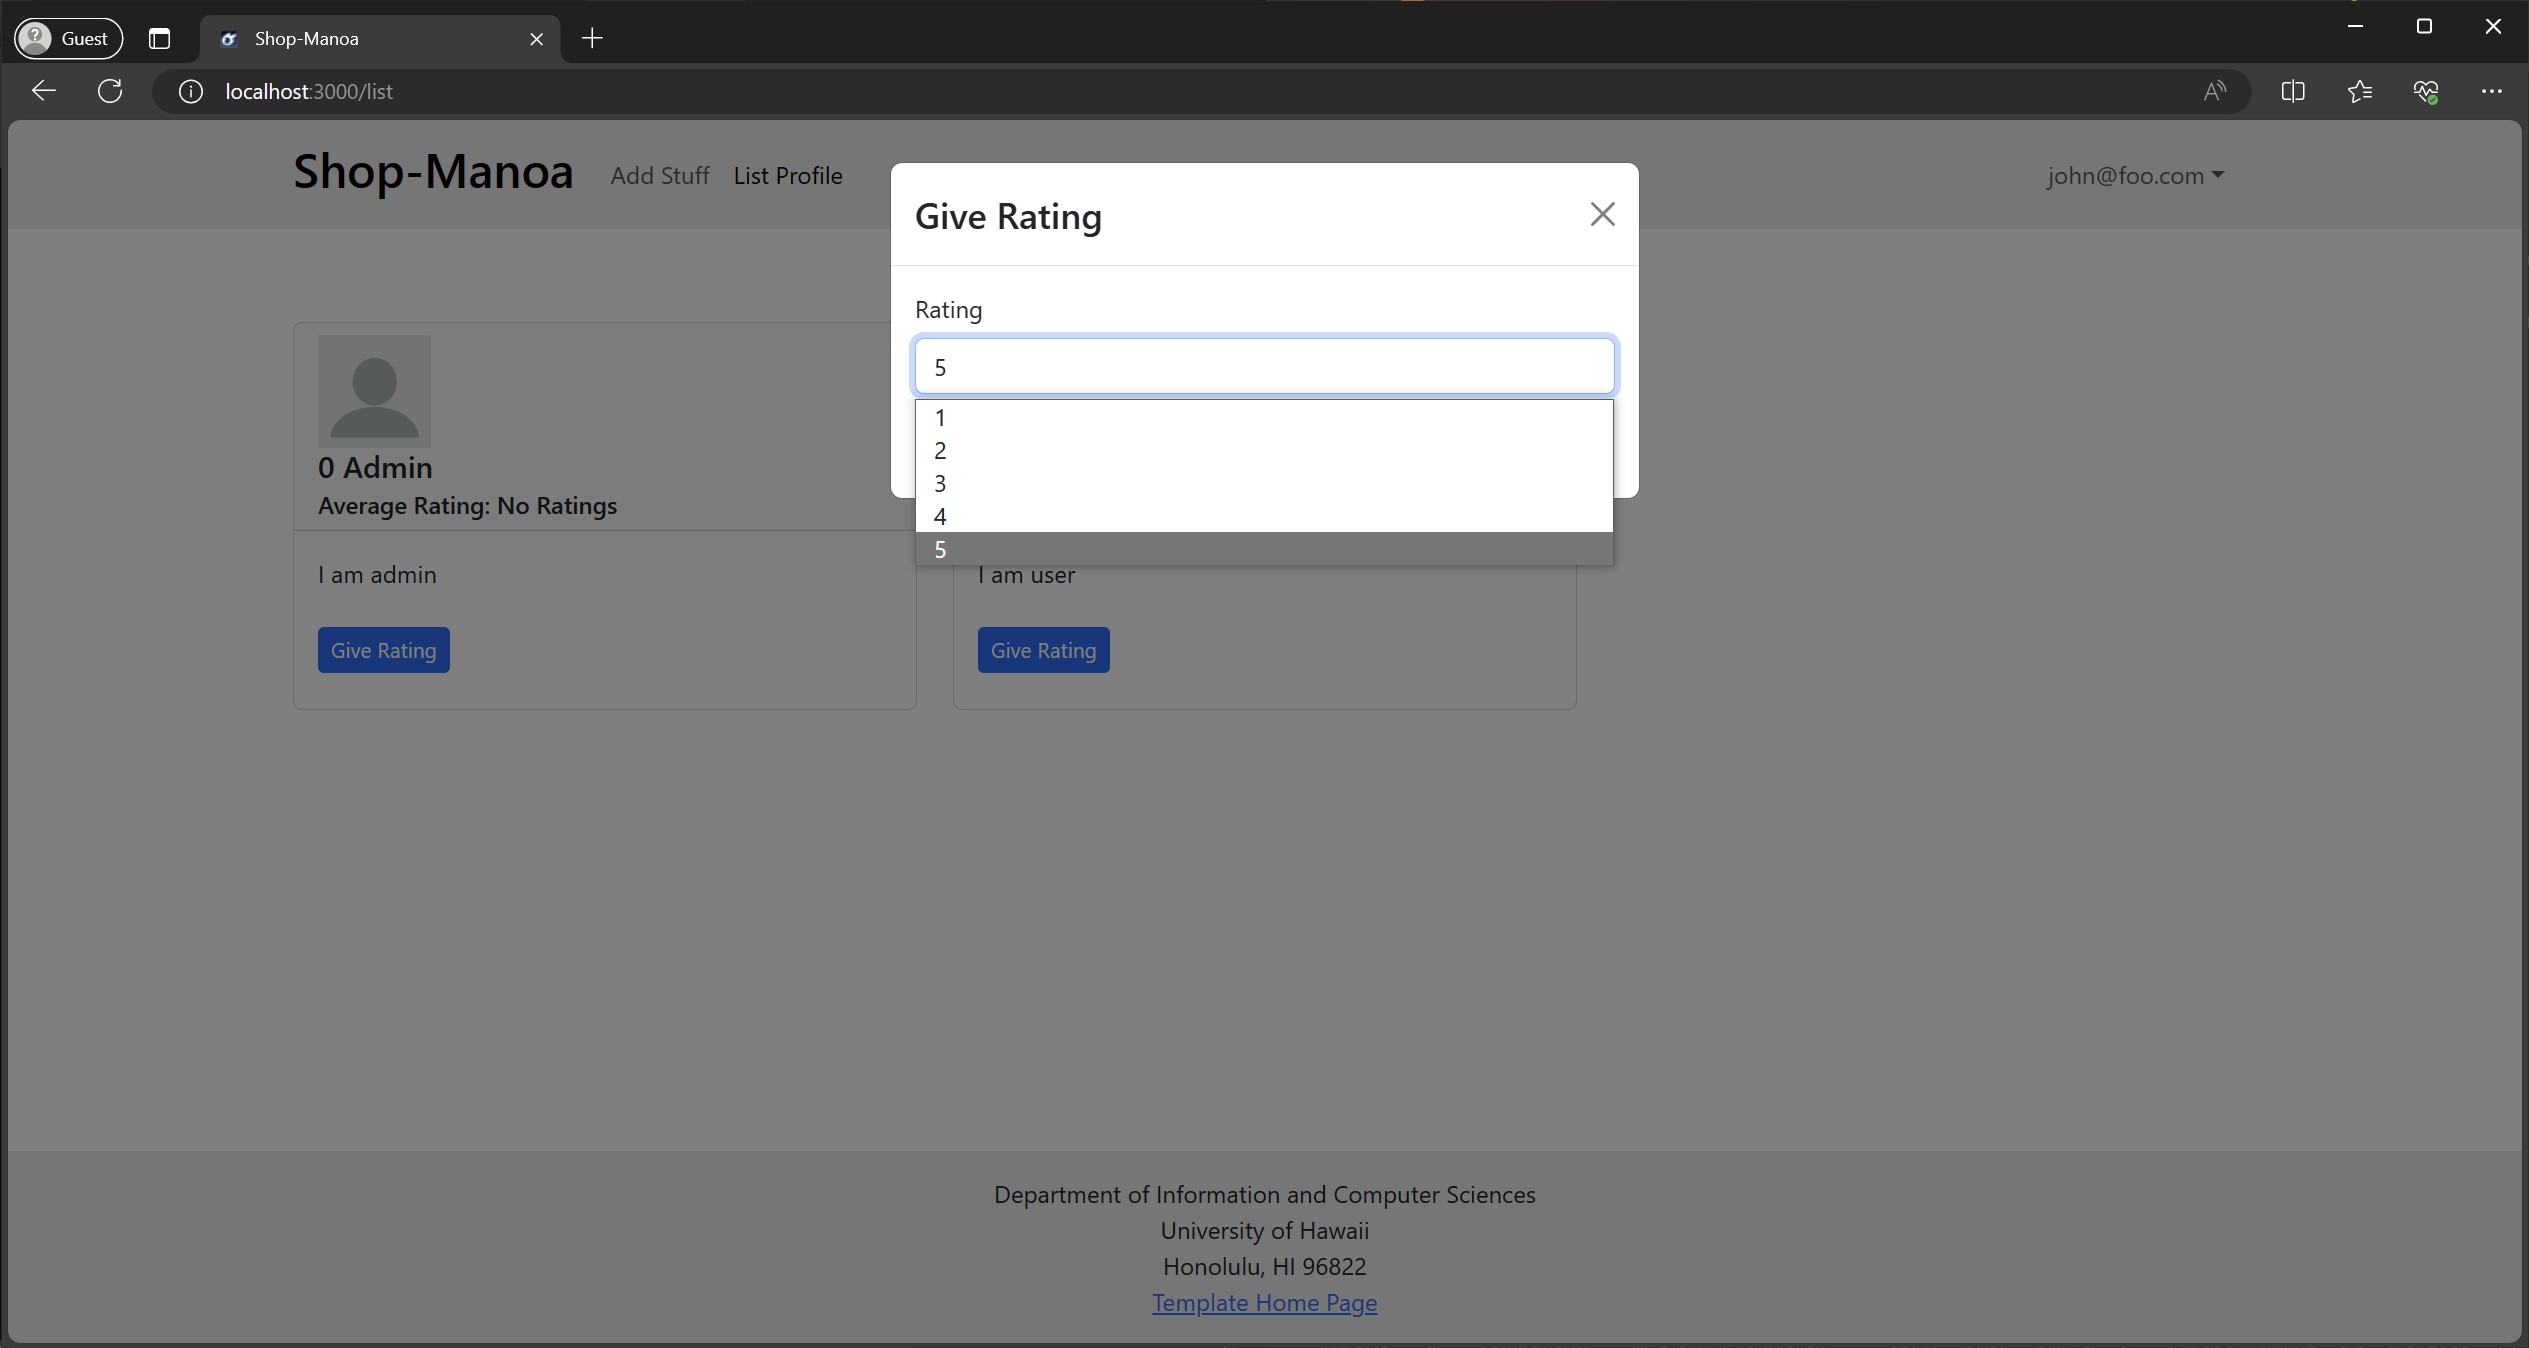 Guest
Shop-Manoa
localhost:3000/list
Shop-Manoa
Add Stuff
List Profile
john@foo.com
Give Rating
Rating
5
1
2
3
4
5
0 Admin
Average Rating: No Ratings
I am admin
Give Rating
I am user
Give Rating
Department of Information and Computer Sciences
University of Hawaii
Honolulu, HI 96822
Template Home Page